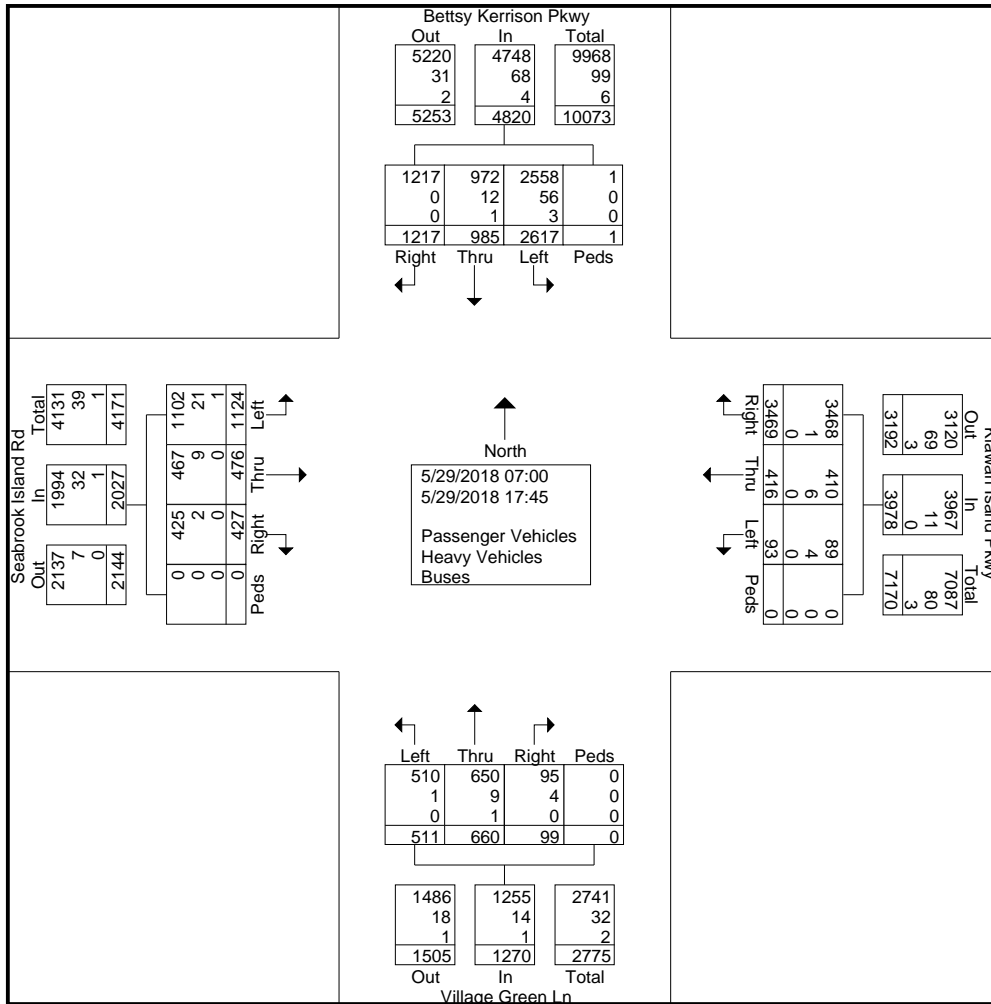 Bettsy Kerrison Pkwy
Out In Total
5220 4748 9968
31 68 99
2 4 6
5253 4820 10073
1217 972 2558 1
0 12 56 0
0 1 3 0
1217 985 2617 1
Right Thru Left Peds
Seabrook Island Rd
Total In Out
4131 1994 2137
39 32 7
1 1 0
4171 2027 2144
1102 467 425 0
21 9 2 0
1 0 0 0
1124 476 427 0
Left Thru Right Peds
North
5/29/2018 07:00
5/29/2018 17:45
Passenger Vehicles
Heavy Vehicles
Buses
Right Thru Left Peds
3469 416 93 0
0 0 0 0
1 6 4 0
3468 410 89 0
3192 3978 7170
3 0 3
69 11 80
3120 3967 7087
Out In Total
Island Pkwy
Left Thru Right Peds
510 650 95 0
1 9 4 0
0 1 0 0
511 660 99 0
1486 1255 2741
18 14 32
1 1 2
1505 1270 2775
Out In Total
Village Green Ln